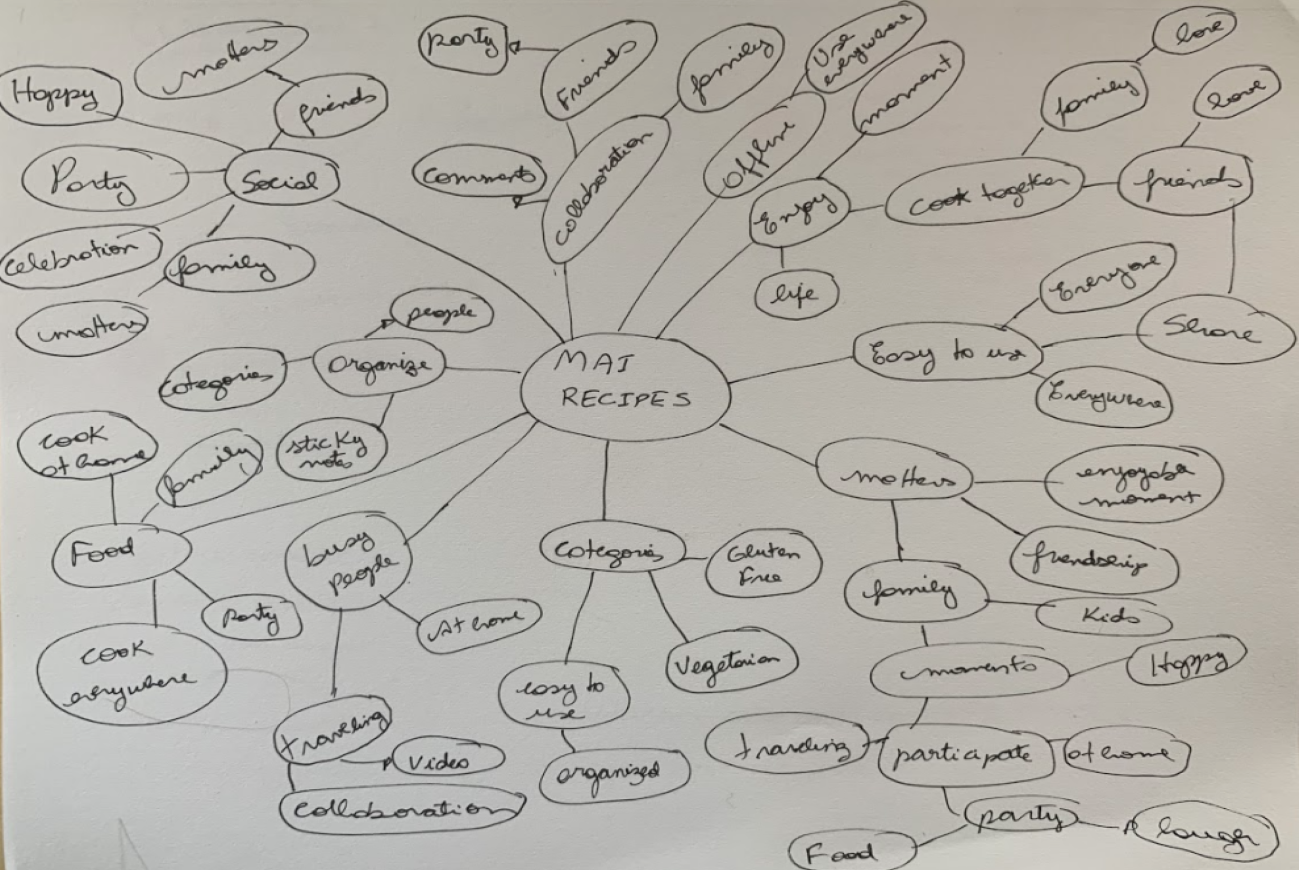 matters
Happy
friends
Party
Social
celebration
family
matters
party
Friends
family
comments
collaboration
offline
Use
everywhere
moment
Enjoy
life
cook together
family
love
friends
love
Share
Easy to use
Everyone
Everywhere
people
categories
organize
sticky
notes
MAI
RECIPES
cook
at home
family
Food
party
cook
everywhere
busy
people
At home
traveling
video
collaboration
categories
Gluten
Free
Vegetarian
easy to
use
organized
matters
enjoyable
moment
friendship
family
Kids
moments
Happy
traveling
participate
at home
party
Food
laugh